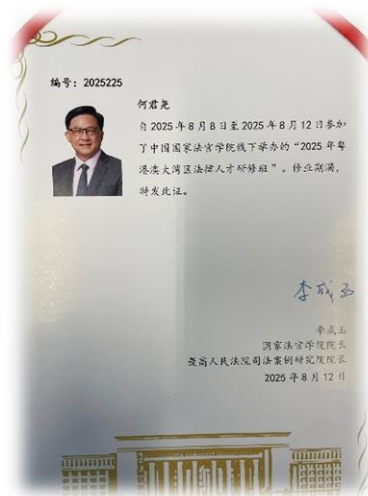 编号：2025225
何君尧
自2025年8月8日至2025年8月12日参加
了中国国家法官学院线下举办的“2025年粤
港澳大湾区法律人才研修班”。修业期满，
特发此证。
李成玉
李成玉
国家法官学院院长
最高人民法院司法案例研究院院长
2025年8月12日